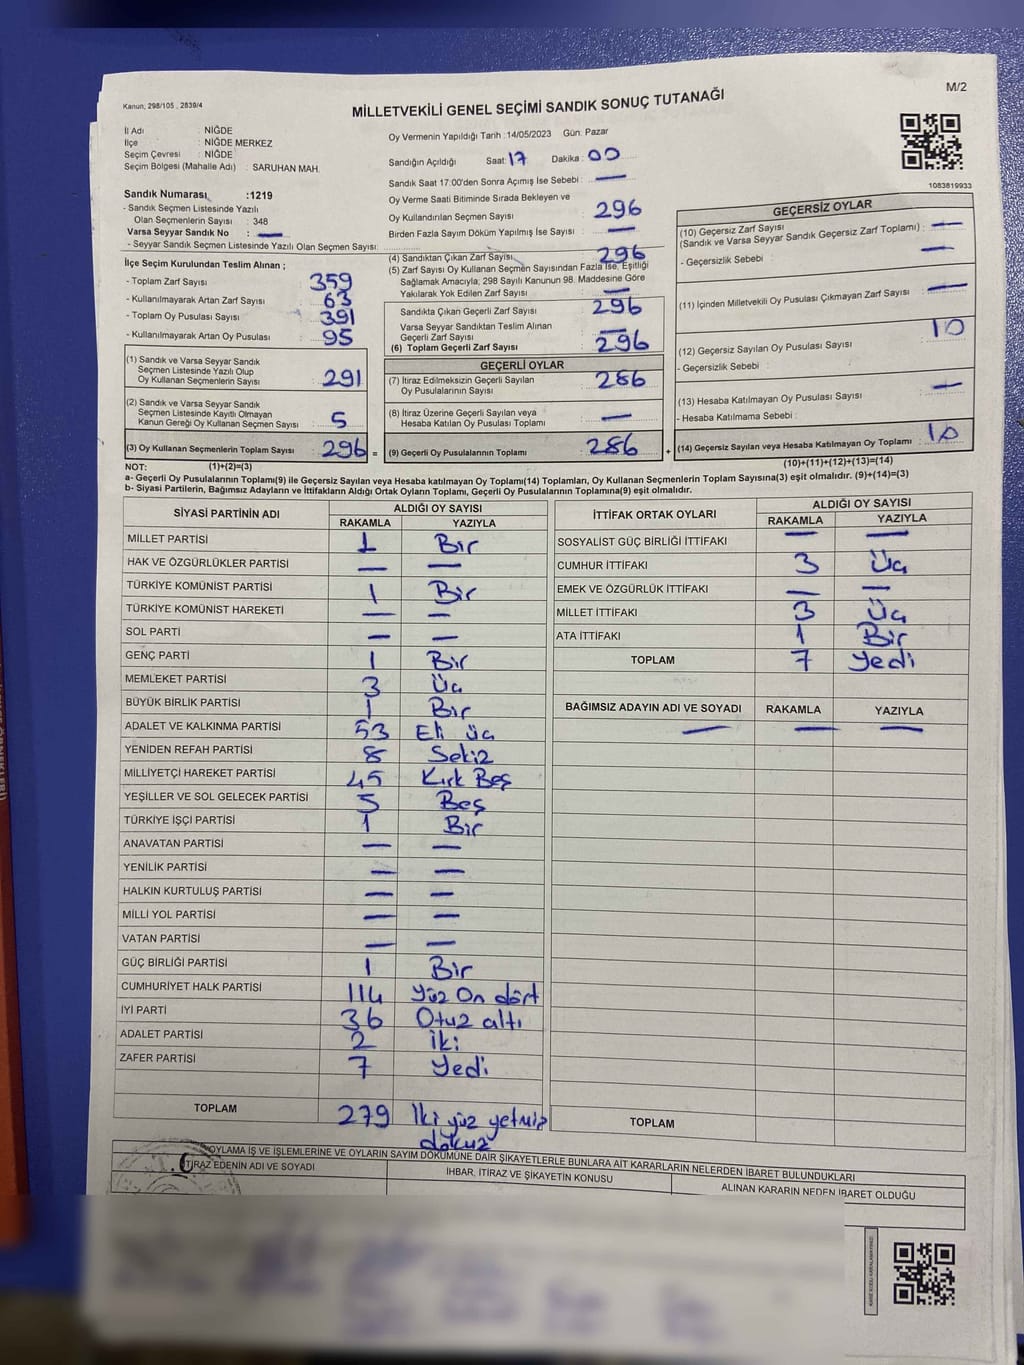 Kanun; 298/105 , 2839/4
M/2
MİLLETVEKİLİ GENEL SEÇİMİ SANDIK SONUÇ TUTANAĞI
İl Adı : NİĞDE
İlçe : NİĞDE MERKEZ
Seçim Çevresi : NİĞDE
Seçim Bölgesi (Mahalle Adı) : SARUHAN MAH.
Sandık Numarası :1219
- Sandık Seçmen Listesinde Yazılı
Olan Seçmenlerin Sayısı : 348
Varsa Seyyar Sandık No : —
- Seyyar Sandık Seçmen Listesinde Yazılı Olan Seçmen Sayısı:
İlçe Seçim Kurulundan Teslim Alınan ;
- Toplam Zarf Sayısı : 359
- Kullanılmayarak Artan Zarf Sayısı : 63
- Toplam Oy Pusulası Sayısı : 391
- Kullanılmayarak Artan Oy Pusulası : 95
(1) Sandık ve Varsa Seyyar Sandık
Seçmen Listesinde Yazılı Olup
Oy Kullanan Seçmenlerin Sayısı : 291
(2) Sandık ve Varsa Seyyar Sandık
Seçmen Listesinde Kayıtlı Olmayan
Kanun Gereği Oy Kullanan Seçmen Sayısı : 5
(3) Oy Kullanan Seçmenlerin Toplam Sayısı : 296 =
Oy Vermenin Yapıldığı Tarih :14/05/2023 Gün: Pazar
Sandığın Açıldığı Saat: 17 Dakika : 00
Sandık Saat 17.00'den Sonra Açımış İse Sebebi : —
Oy Verme Saati Bitiminde Sırada Bekleyen ve
Oy Kullandırılan Seçmen Sayısı : 296
Birden Fazla Sayım Döküm Yapılmış İse Sayısı : —
(4) Sandıktan Çıkan Zarf Sayısı : 296
(5) Zarf Sayısı Oy Kullanan Seçmen Sayısından Fazla İse, Eşitliği
Sağlamak Amacıyla; 298 Sayılı Kanunun 98. Maddesine Göre
Yakılarak Yok Edilen Zarf Sayısı : —
Sandıkta Çıkan Geçerli Zarf Sayısı : 296
Varsa Seyyar Sandıktan Teslim Alınan
Geçerli Zarf Sayısı : —
(6) Toplam Geçerli Zarf Sayısı : 296
GEÇERLİ OYLAR
(7) İtiraz Edilmeksizin Geçerli Sayılan
Oy Pusulalarının Sayısı : 286
(8) İtiraz Üzerine Geçerli Sayılan veya
Hesaba Katılan Oy Pusulası Toplamı : —
(9) Geçerli Oy Pusulalarının Toplamı : 286 +
1083819933
GEÇERSİZ OYLAR
(10) Geçersiz Zarf Sayısı
(Sandık ve Varsa Seyyar Sandık Geçersiz Zarf Toplamı) : —
- Geçersizlik Sebebi : —
(11) İçinden Milletvekili Oy Pusulası Çıkmayan Zarf Sayısı : —
(12) Geçersiz Sayılan Oy Pusulası Sayısı : 10
- Geçersizlik Sebebi :
(13) Hesaba Katılmayan Oy Pusulası Sayısı : —
- Hesaba Katılmama Sebebi :
(14) Geçersiz Sayılan veya Hesaba Katılmayan Oy Toplamı : 10
NOT: (1)+(2)=(3)
(10)+(11)+(12)+(13)=(14)
a- Geçerli Oy Pusulalarının Toplamı(9) ile Geçersiz Sayılan veya Hesaba katılmayan Oy Toplamı(14) Toplamları, Oy Kullanan Seçmenlerin Toplam Sayısına(3) eşit olmalıdır. (9)+(14)=(3)
b- Siyasi Partilerin, Bağımsız Adayların ve İttifakların Aldığı Ortak Oyların Toplamı, Geçerli Oy Pusulalarının Toplamına(9) eşit olmalıdır.
SİYASİ PARTİNİN ADI ALDIĞI OY SAYISI
RAKAMLA YAZIYLA
MİLLET PARTİSİ 1 Bir
HAK VE ÖZGÜRLÜKLER PARTİSİ — —
TÜRKİYE KOMÜNİST PARTİSİ 1 Bir
TÜRKİYE KOMÜNİST HAREKETİ — —
SOL PARTİ — —
GENÇ PARTİ 1 Bir
MEMLEKET PARTİSİ 3 Üç
BÜYÜK BİRLİK PARTİSİ 1 Bir
ADALET VE KALKINMA PARTİSİ 53 Eli üç
YENİDEN REFAH PARTİSİ 8 Sekiz
MİLLİYETÇİ HAREKET PARTİSİ 45 Kırk Beş
YEŞİLLER VE SOL GELECEK PARTİSİ 5 Beş
TÜRKİYE İŞÇİ PARTİSİ 1 Bir
ANAVATAN PARTİSİ — —
YENİLİK PARTİSİ — —
HALKIN KURTULUŞ PARTİSİ — —
MİLLİ YOL PARTİSİ — —
VATAN PARTİSİ — —
GÜÇ BİRLİĞİ PARTİSİ 1 Bir
CUMHURİYET HALK PARTİSİ 114 Yüz On dört
İYİ PARTİ 36 Otuz altı
ADALET PARTİSİ 2 İki
ZAFER PARTİSİ 7 Yedi
TOPLAM 279 İki yüz yetmiş
dokuz
İTTİFAK ORTAK OYLARI ALDIĞI OY SAYISI
RAKAMLA YAZIYLA
SOSYALİST GÜÇ BİRLİĞİ İTTİFAKI — —
CUMHUR İTTİFAKI 3 Üç
EMEK VE ÖZGÜRLÜK İTTİFAKI — —
MİLLET İTTİFAKI 3 Üç
ATA İTTİFAKI 1 Bir
TOPLAM 7 Yedi
BAĞIMSIZ ADAYIN ADI VE SOYADI RAKAMLA YAZIYLA
— — —
TOPLAM
OYLAMA İŞ VE İŞLEMLERİNE VE OYLARIN SAYIM DÖKÜMÜNE DAİR ŞİKAYETLERLE BUNLARA AİT KARARLARIN NELERDEN İBARET BULUNDUKLARI
İTİRAZ EDENİN ADI VE SOYADI İHBAR, İTİRAZ VE ŞİKAYETİN KONUSU ALINAN KARARIN NEDEN İBARET OLDUĞU
T.C